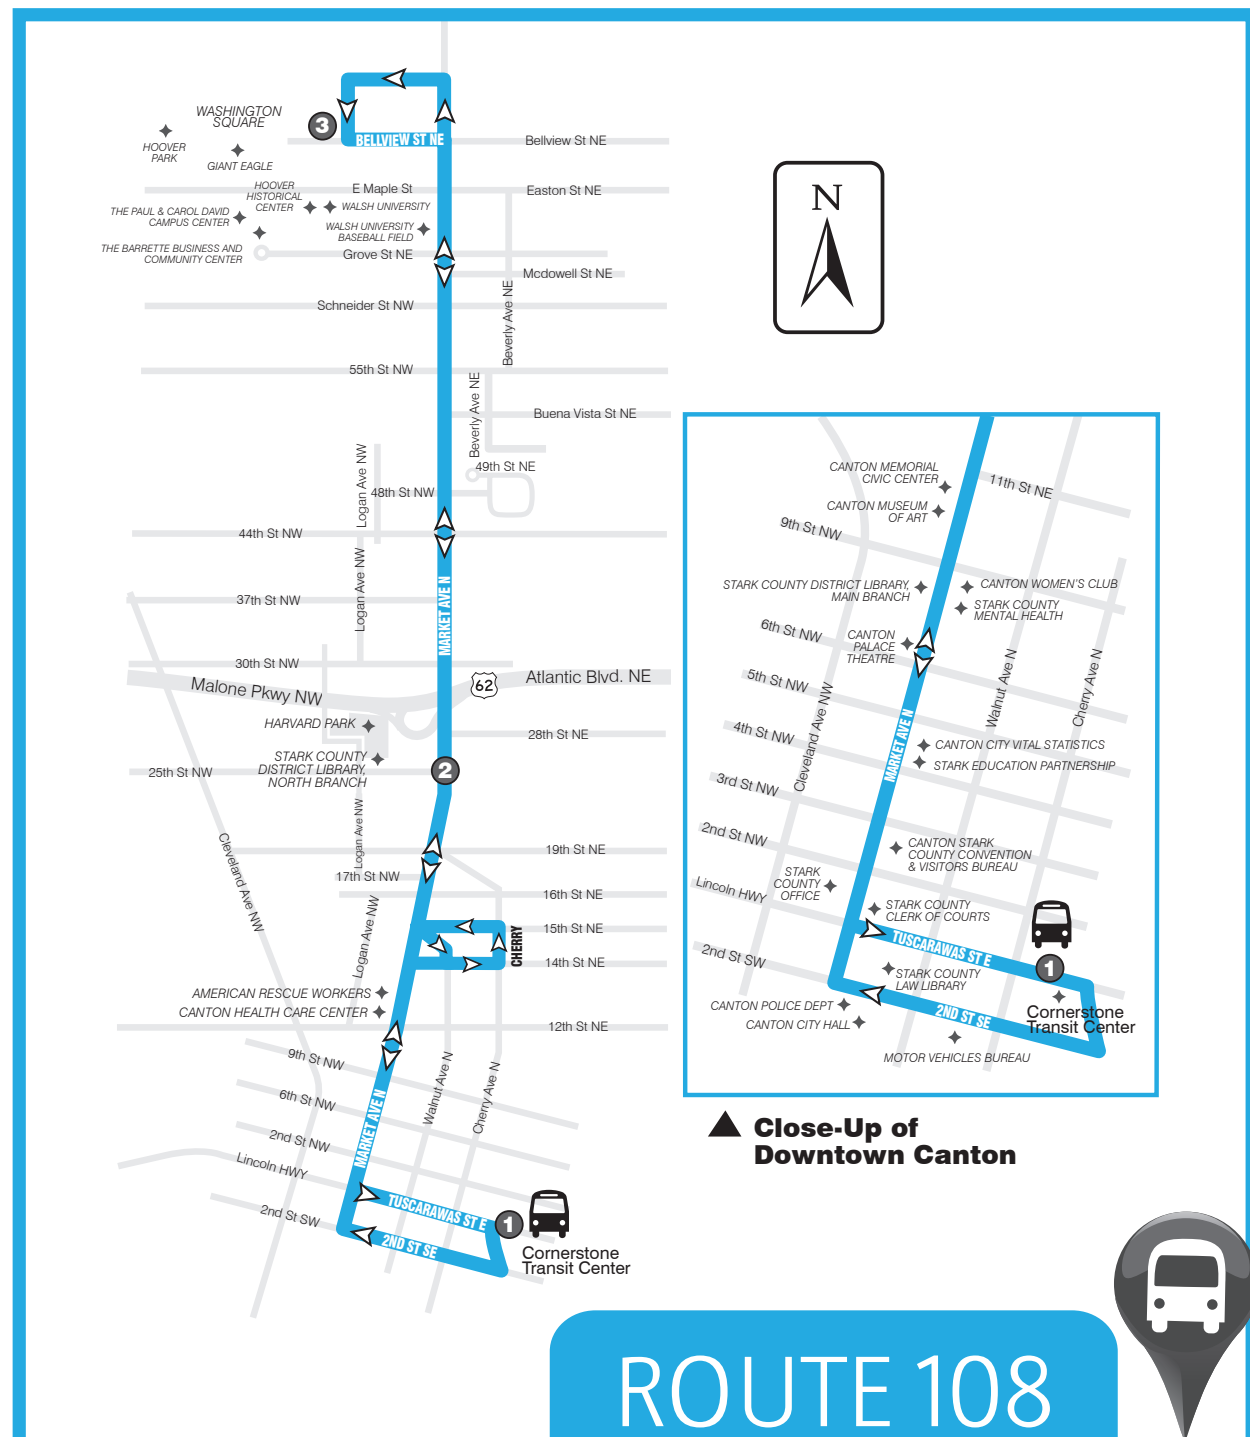 WASHINGTON
SQUARE
3
HOOVER
PARK
GIANT EAGLE
BELLVIEW ST NE
Bellview St NE
HOOVER
HISTORICAL
CENTER
E Maple St
Easton St NE
WALSH UNIVERSITY
THE PAUL & CAROL DAVID
CAMPUS CENTER
WALSH UNIVERSITY
BASEBALL FIELD
THE BARRETTE BUSINESS AND
COMMUNITY CENTER
Grove St NE
Mcdowell St NE
Schneider St NW
Beverly Ave NE
55th St NW
Beverly Ave NE
Buena Vista St NE
Logan Ave NW
49th St NE
48th St NW
44th St NW
Logan Ave NW
MARKET AVE N
37th St NW
30th St NW
Malone Pkwy NW
62
Atlantic Blvd. NE
HARVARD PARK
28th St NE
STARK COUNTY
DISTRICT LIBRARY,
NORTH BRANCH
25th St NW
2
Logan Ave NW
Cleveland Ave NW
19th St NE
17th St NW
16th St NE
Logan Ave NW
15th St NE
CHERRY
14th St NE
AMERICAN RESCUE WORKERS
CANTON HEALTH CARE CENTER
12th St NE
9th St NW
Walnut Ave N
Cherry Ave N
6th St NW
MARKET AVE N
2nd St NW
Lincoln HWY
2nd St SW
TUSCARAWAS ST E
1
2ND ST SE
Cornerstone
Transit Center
N
CANTON MEMORIAL
CIVIC CENTER
11th St NE
CANTON MUSEUM
OF ART
9th St NW
STARK COUNTY DISTRICT LIBRARY,
MAIN BRANCH
CANTON WOMEN'S CLUB
STARK COUNTY
MENTAL HEALTH
6th St NW
CANTON
PALACE
THEATRE
5th St NW
Walnut Ave N
Cherry Ave N
Cleveland Ave NW
4th St NW
MARKET AVE N
CANTON CITY VITAL STATISTICS
STARK EDUCATION PARTNERSHIP
3rd St NW
2nd St NW
CANTON STARK
COUNTY CONVENTION
& VISITORS BUREAU
STARK
COUNTY
OFFICE
Lincoln HWY
STARK COUNTY
CLERK OF COURTS
TUSCARAWAS ST E
2nd St SW
1
STARK COUNTY
LAW LIBRARY
CANTON POLICE DEPT
2ND ST SE
Cornerstone
Transit Center
CANTON CITY HALL
MOTOR VEHICLES BUREAU
Close-Up of
Downtown Canton
ROUTE 108